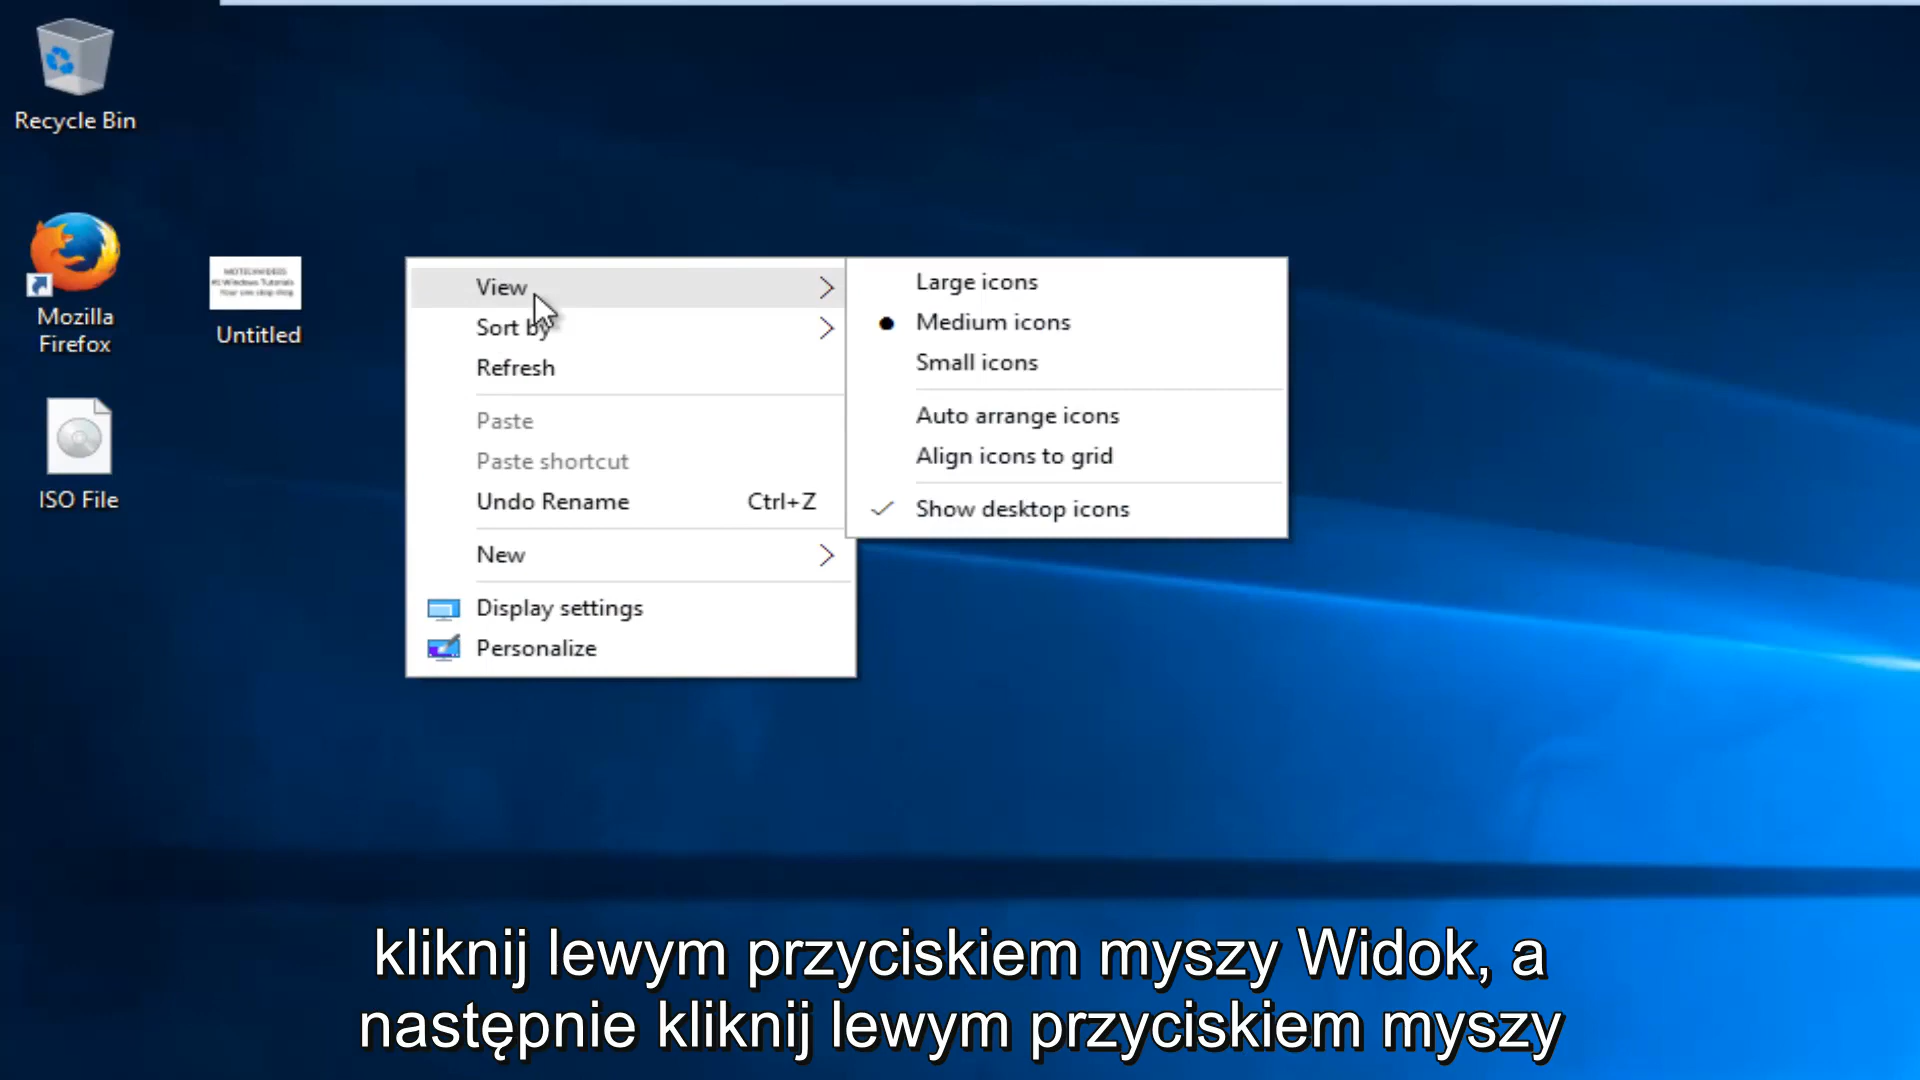 Recycle Bin
Mozilla
Firefox
Untitled
ISO File
View
Sort by
Refresh
Paste
Paste shortcut
Undo Rename Ctrl+Z
New
Display settings
Personalize
Large icons
Medium icons
Small icons
Auto arrange icons
Align icons to grid
Show desktop icons
kliknij lewym przyciskiem myszy Widok, a
następnie kliknij lewym przyciskiem myszy